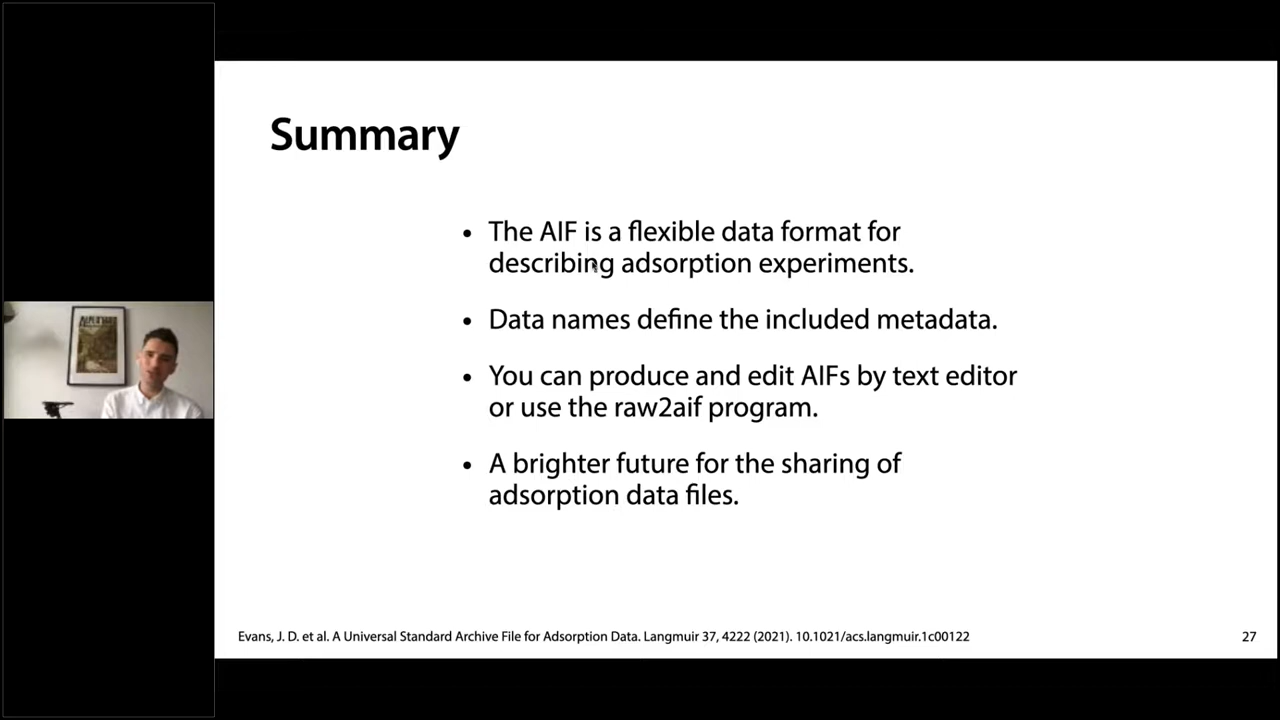 Summary
• The AIF is a flexible data format for
describing adsorption experiments.
• Data names define the included metadata.
• You can produce and edit AIFs by text editor
or use the raw2aif program.
• A brighter future for the sharing of
adsorption data files.
Evans, J. D. et al. A Universal Standard Archive File for Adsorption Data. Langmuir 37, 4222 (2021). 10.1021/acs.langmuir.1c00122
27